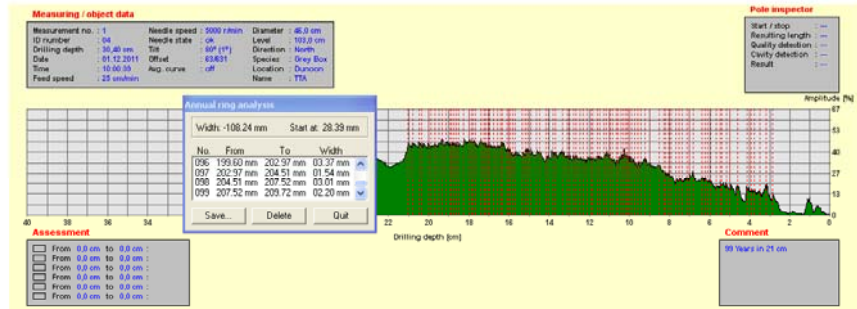 Measuring / object data
Measurement no. : 1 Needle speed : 5000 r/min Diameter : 46,0 cm
ID number : 04 Needle state : ok Level : 103,0 cm
Drilling depth : 30,40 cm Tilt : 80° (1°) Direction : North
Date : 01.12.2011 Offset : 83/831 Species : Grey Box
Time : 10:00:00 Avg. curve : off Location : Dunoon
Feed speed : 25 cm/min Name : TTA
Pole inspector
Start / stop : ---
Resulting length : ---
Quality detection : ---
Cavity detection : ---
Result : ---
Amplitude [%]
Annual ring analysis
Width: -108.24 mm Start at: 28.39 mm
No. From To Width
096 199.60 mm 202.97 mm 03.37 mm
097 202.97 mm 204.51 mm 01.54 mm
098 204.51 mm 207.52 mm 03.01 mm
099 207.52 mm 209.72 mm 02.20 mm
Save... Delete Quit
67
53
40
27
13
0
40 38 36 34 22 20 18 16 14 12 10 8 6 4 2 0
Drilling depth [cm]
Assessment
From 0,0 cm to 0,0 cm :
From 0,0 cm to 0,0 cm :
From 0,0 cm to 0,0 cm :
From 0,0 cm to 0,0 cm :
From 0,0 cm to 0,0 cm :
From 0,0 cm to 0,0 cm :
Comment
99 Years in 21 cm